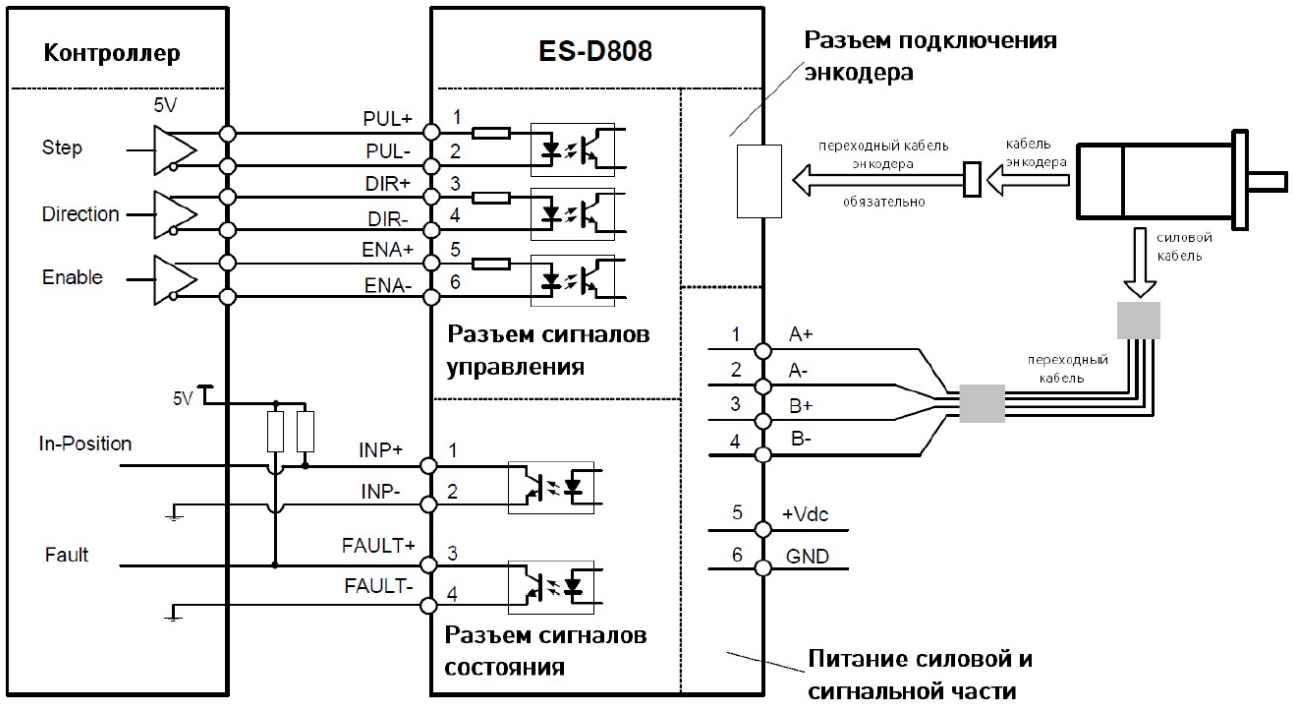 Контроллер
5V
Step
Direction
Enable
5V
In-Position
Fault
PUL+
PUL-
DIR+
DIR-
ENA+
ENA-
INP+
INP-
FAULT+
FAULT-
ES-D808
1
2
3
4
5
6
Разъем сигналов
управления
1
2
3
4
Разъем сигналов
состояния
Разъем подключения
энкодера
переходный кабель
энкодера
обязательно
кабель
энкодера
силовой
кабель
переходный
кабель
1
A+
2
A-
3
B+
4
B-
5
+Vdc
6
GND
Питание силовой и
сигнальной части